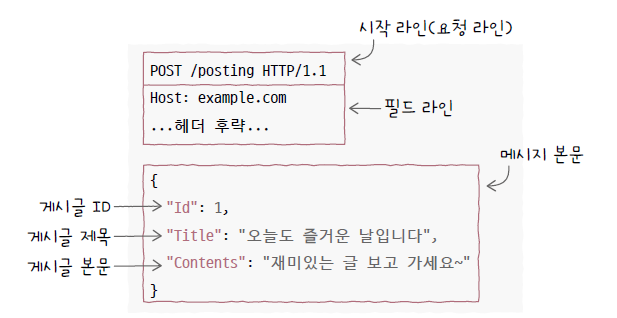 시작 라인(요청 라인)
POST /posting HTTP/1.1
Host: example.com
필드 라인
...헤더 후략...
메시지 본문
{
게시글 ID
"Id": 1,
게시글 제목
"Title": "오늘도 즐거운 날입니다",
게시글 본문
"Contents": "재미있는 글 보고 가세요~"
}